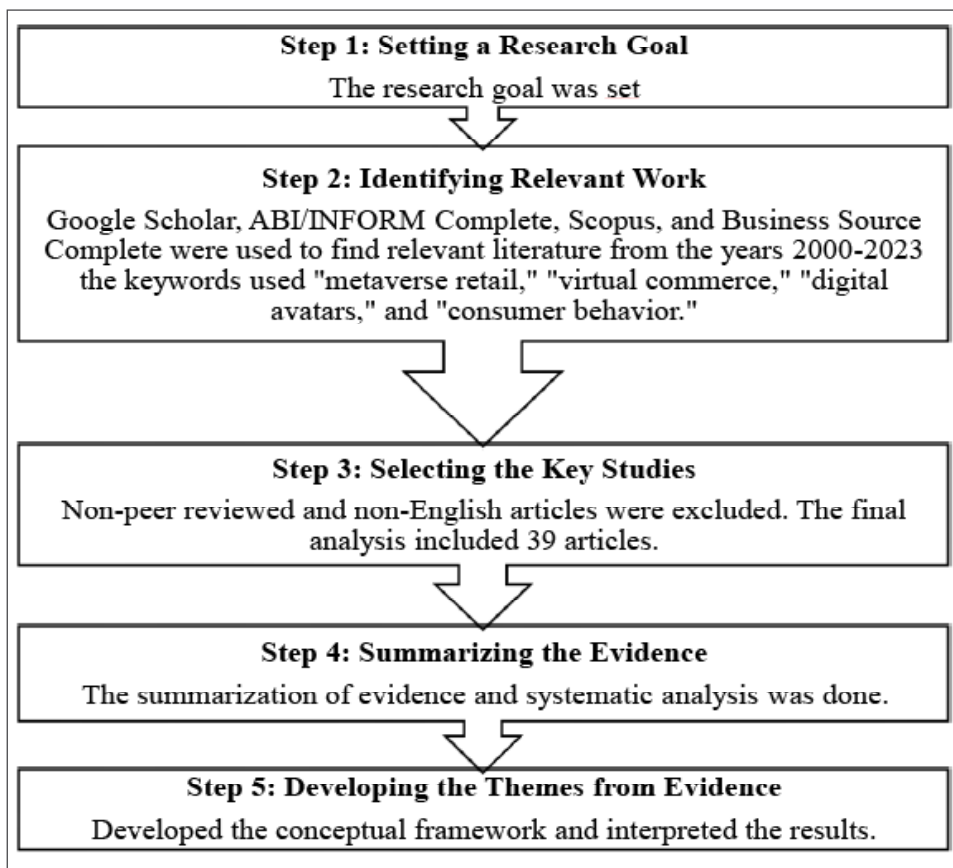 Step 1: Setting a Research Goal
The research goal was set
Step 2: Identifying Relevant Work
Google Scholar, ABI/INFORM Complete, Scopus, and Business Source
Complete were used to find relevant literature from the years 2000-2023
the keywords used "metaverse retail," "virtual commerce," "digital
avatars," and "consumer behavior."
Step 3: Selecting the Key Studies
Non-peer reviewed and non-English articles were excluded. The final
analysis included 39 articles.
Step 4: Summarizing the Evidence
The summarization of evidence and systematic analysis was done.
Step 5: Developing the Themes from Evidence
Developed the conceptual framework and interpreted the results.